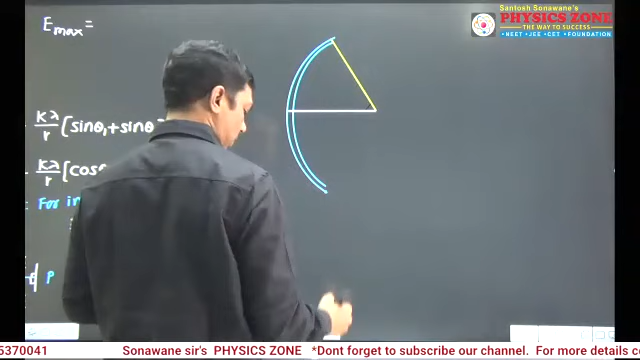 Santosh Sonawane's
PHYSICS ZONE
THE WAY TO SUCCESS
•NEET •JEE •CET •FOUNDATION
Emax=
Kλ/r [sinθ₁+sinθ
Kλ/r [cos
For in
P
5370041 Sonawane sir's PHYSICS ZONE *Dont forget to subscribe our channel. For more details c